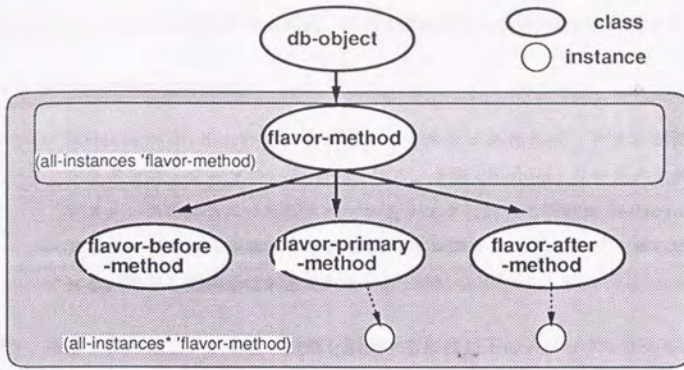 class
db-object
instance
flavor-method
(all-instances 'flavor-method)
flavor-before
-method
flavor-primary
-method
flavor-after
-method
(all-instances* 'flavor-method)